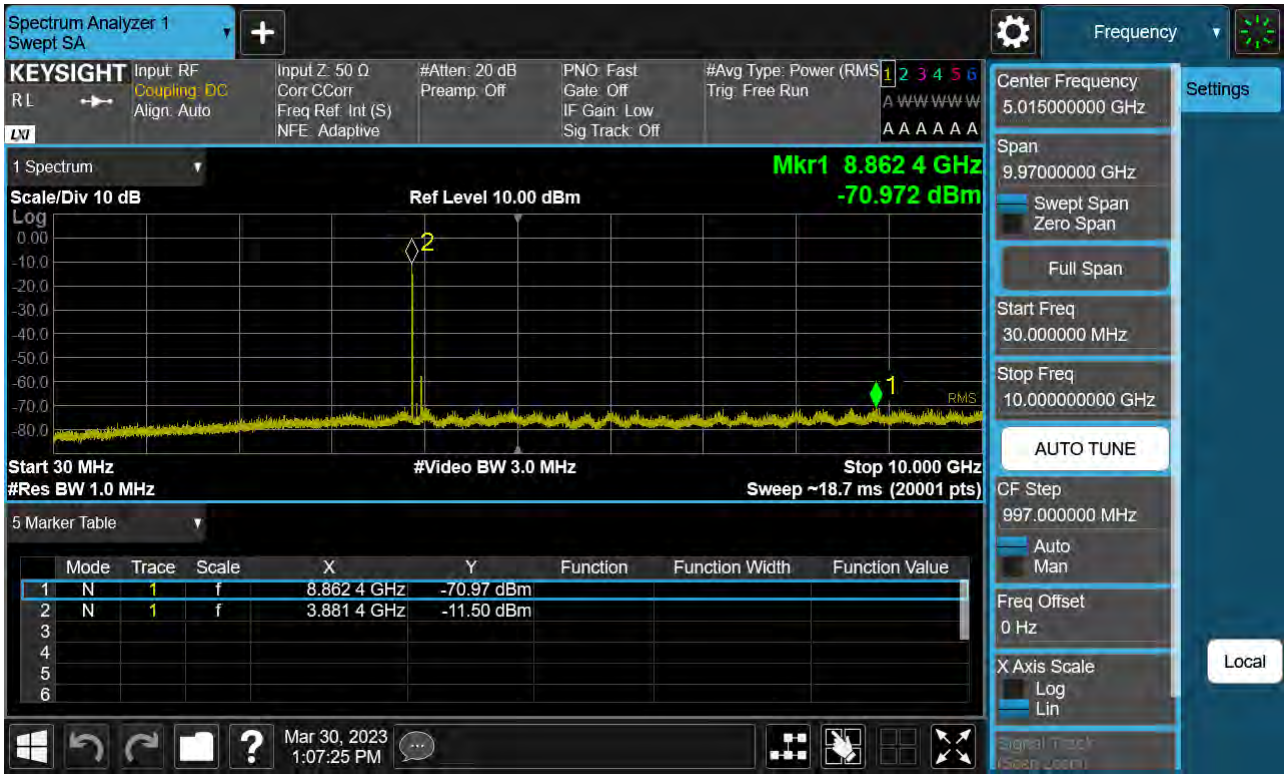 Spectrum Analyzer 1
Swept SA
+
Frequency
KEYSIGHT
RL
LXI
Input: RF
Coupling: DC
Align: Auto
Input Z: 50 Ω
Corr CCorr
Freq Ref: Int (S)
NFE: Adaptive
#Atten: 20 dB
Preamp: Off
PNO: Fast
Gate: Off
IF Gain: Low
Sig Track: Off
#Avg Type: Power (RMS
Trig: Free Run
1 2 3 4 5 6
A W W W W W
A A A A A A
Center Frequency
5.015000000 GHz
Settings
Span
9.97000000 GHz
Swept Span
Zero Span
Full Span
Start Freq
30.000000 MHz
Stop Freq
10.000000000 GHz
AUTO TUNE
CF Step
997.000000 MHz
Auto
Man
Freq Offset
0 Hz
X Axis Scale
Log
Lin
Signal Track
(Span Zoom)
Local
1 Spectrum
Mkr1 8.862 4 GHz
-70.972 dBm
Scale/Div 10 dB
Ref Level 10.00 dBm
Log
0.00
-10.0
-20.0
-30.0
-40.0
-50.0
-60.0
-70.0
-80.0
2
1
RMS
Start 30 MHz
#Video BW 3.0 MHz
Stop 10.000 GHz
#Res BW 1.0 MHz
Sweep ~18.7 ms (20001 pts)
5 Marker Table
Mode Trace Scale X Y Function Function Width Function Value
1 N 1 f 8.862 4 GHz -70.97 dBm
2 N 1 f 3.881 4 GHz -11.50 dBm
3
4
5
6
?
Mar 30, 2023
1:07:25 PM